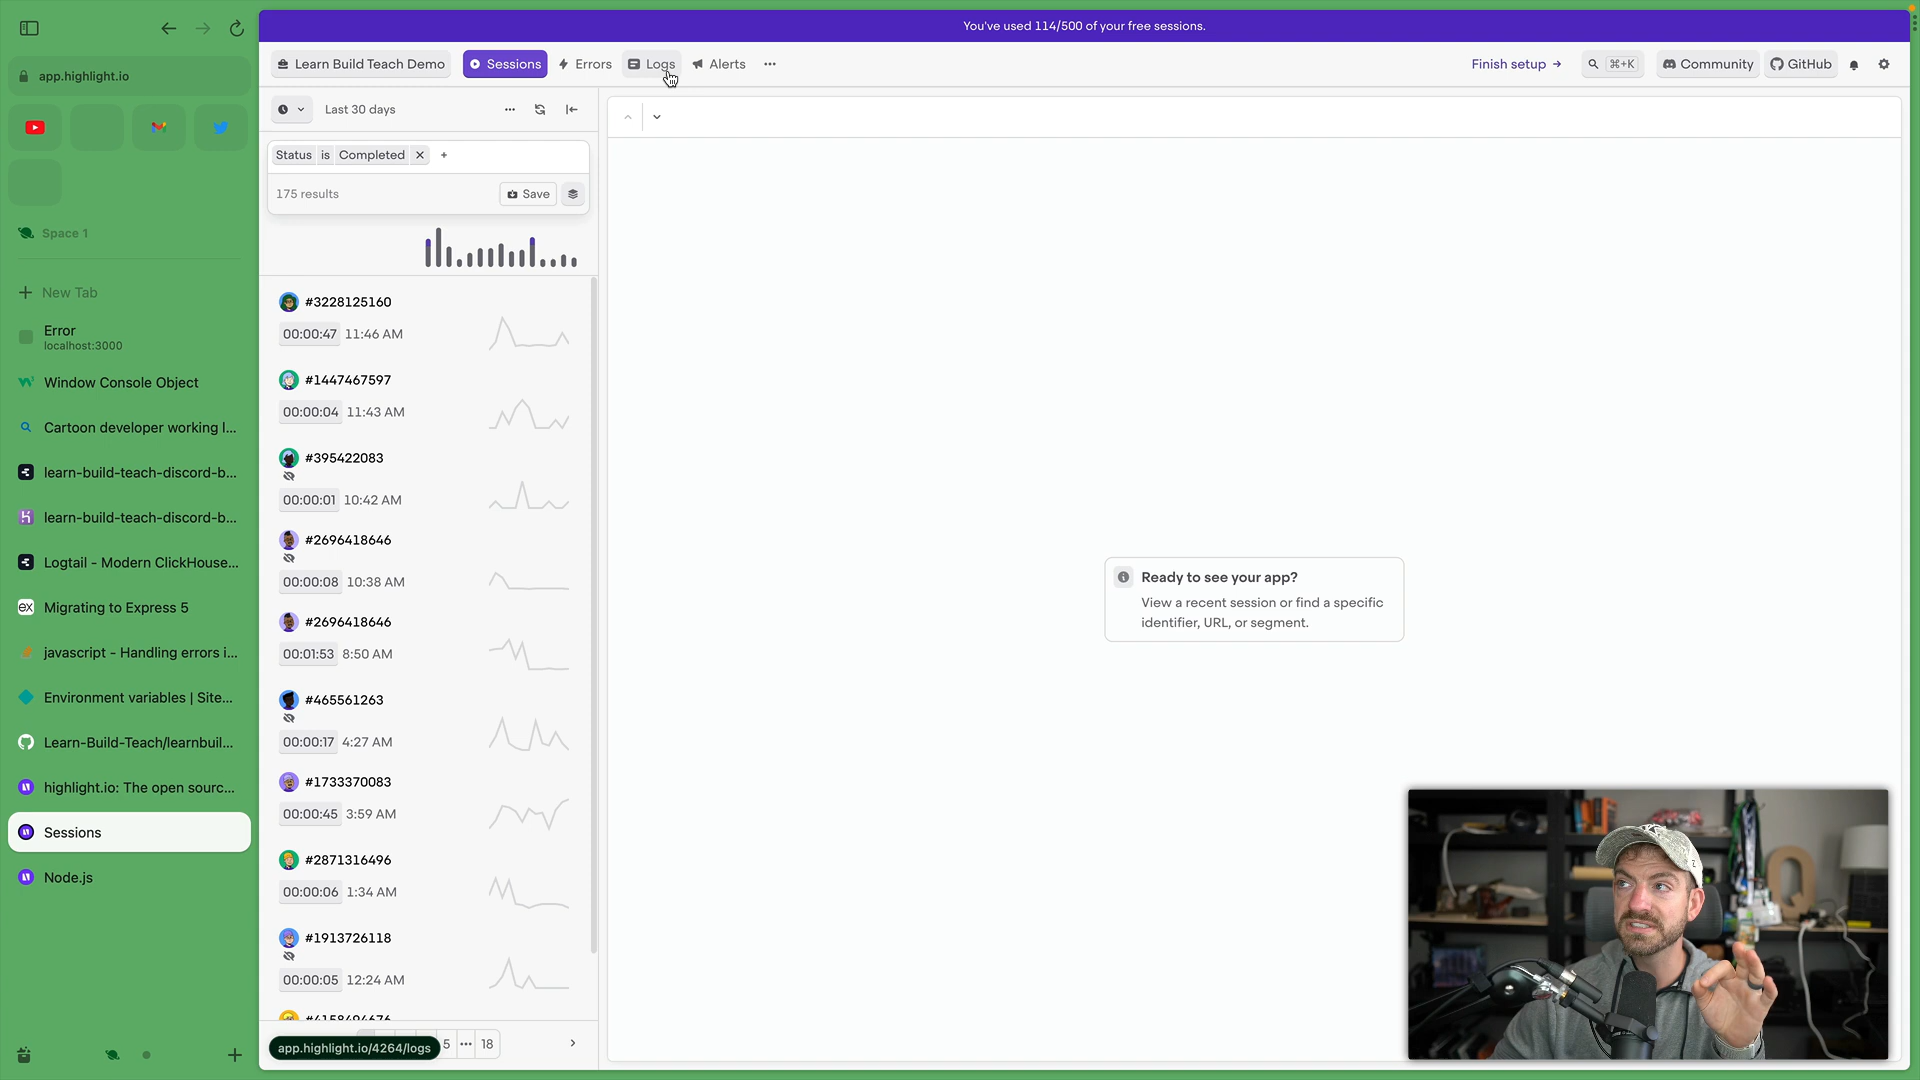 You've used 114/500 of your free sessions.
app.highlight.io
Learn Build Teach Demo
Sessions
Errors
Logs
Alerts
Finish setup →
⌘+K
Community
GitHub
Last 30 days
Status is Completed
175 results
Save
Space 1
New Tab
Error
localhost:3000
Window Console Object
Cartoon developer working l...
learn-build-teach-discord-b...
learn-build-teach-discord-b...
Logtail - Modern ClickHouse...
Migrating to Express 5
javascript - Handling errors i...
Environment variables | Site...
Learn-Build-Teach/learnbuil...
highlight.io: The open sourc...
Sessions
Node.js
#3228125160
00:00:47 11:46 AM
#1447467597
00:00:04 11:43 AM
#395422083
00:00:01 10:42 AM
#2696418646
00:00:08 10:38 AM
#2696418646
00:01:53 8:50 AM
#465561263
00:00:17 4:27 AM
#1733370083
00:00:45 3:59 AM
#2871316496
00:00:06 1:34 AM
#1913726118
00:00:05 12:24 AM
#4158494676
5 ••• 18
app.highlight.io/4264/logs
Ready to see your app?
View a recent session or find a specific
identifier, URL, or segment.